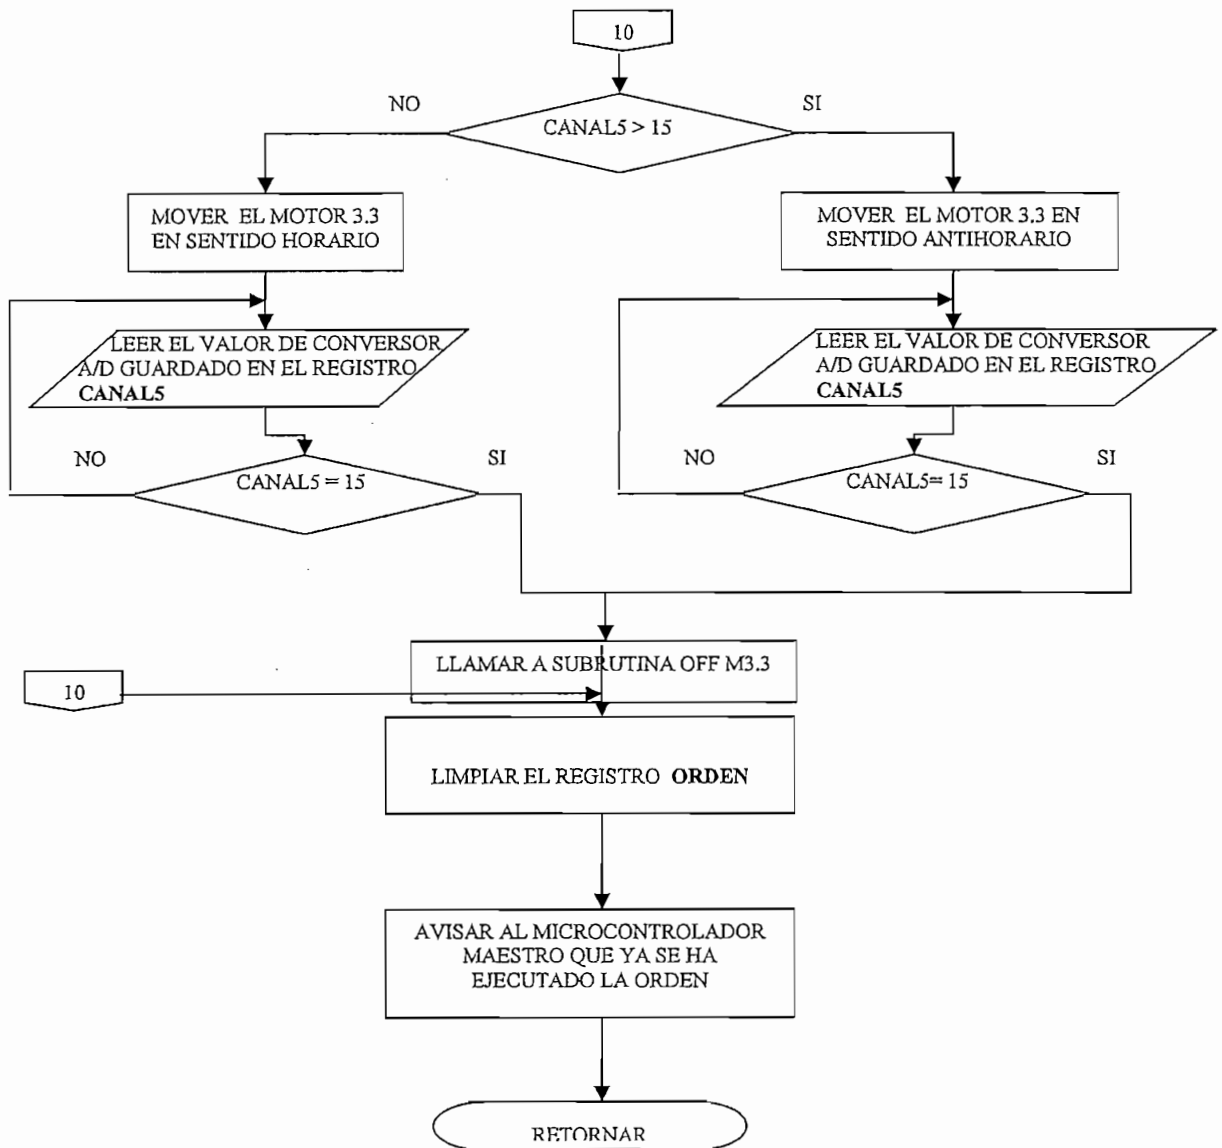 10
NO
SI
CANAL5 > 15
MOVER EL MOTOR 3.3
EN SENTIDO HORARIO
MOVER EL MOTOR 3.3 EN
SENTIDO ANTIHORARIO
LEER EL VALOR DE CONVERSOR
A/D GUARDADO EN EL REGISTRO
CANAL5
LEER EL VALOR DE CONVERSOR
A/D GUARDADO EN EL REGISTRO
CANAL5
NO
SI
CANAL5 = 15
NO
SI
CANAL5= 15
LLAMAR A SUBRUTINA OFF M3.3
10
LIMPIAR EL REGISTRO ORDEN
AVISAR AL MICROCONTROLADOR
MAESTRO QUE YA SE HA
EJECUTADO LA ORDEN
RETORNAR